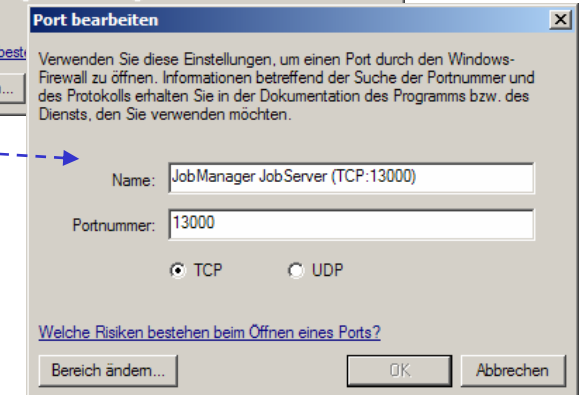 Port bearbeiten
beste
...
Verwenden Sie diese Einstellungen, um einen Port durch den Windows-
Firewall zu öffnen. Informationen betreffend der Suche der Portnummer und
des Protokolls erhalten Sie in der Dokumentation des Programms bzw. des
Diensts, den Sie verwenden möchten.
Name: JobManager JobServer (TCP:13000)
Portnummer: 13000
TCP UDP
Welche Risiken bestehen beim Öffnen eines Ports?
Bereich ändern... OK Abbrechen